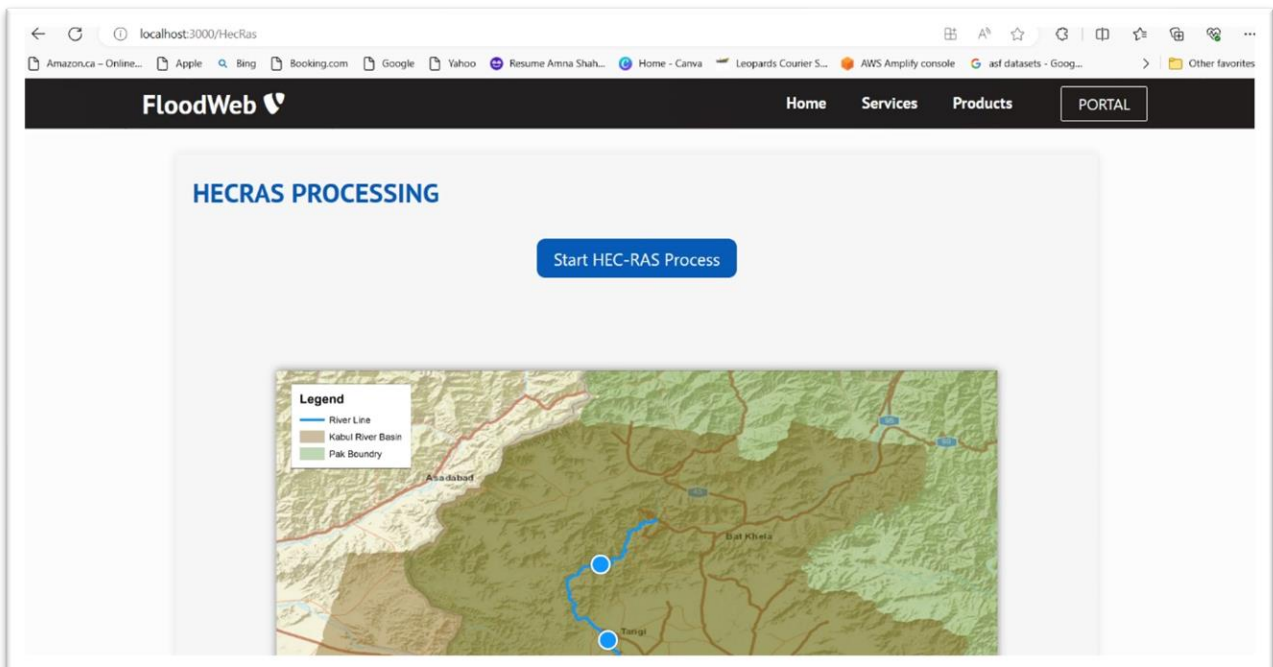 localhost:3000/HecRas
Amazon.ca – Online... Apple Bing Booking.com Google Yahoo Resume Amna Shah... Home - Canva Leopards Courier S... AWS Amplify console asf datasets - Goog... Other favorites
FloodWeb Home Services Products PORTAL
HECRAS PROCESSING
Start HEC-RAS Process
Legend
River Line
Kabul River Basin
Pak Boundry
Asadabad
Bat Khela
Tangi